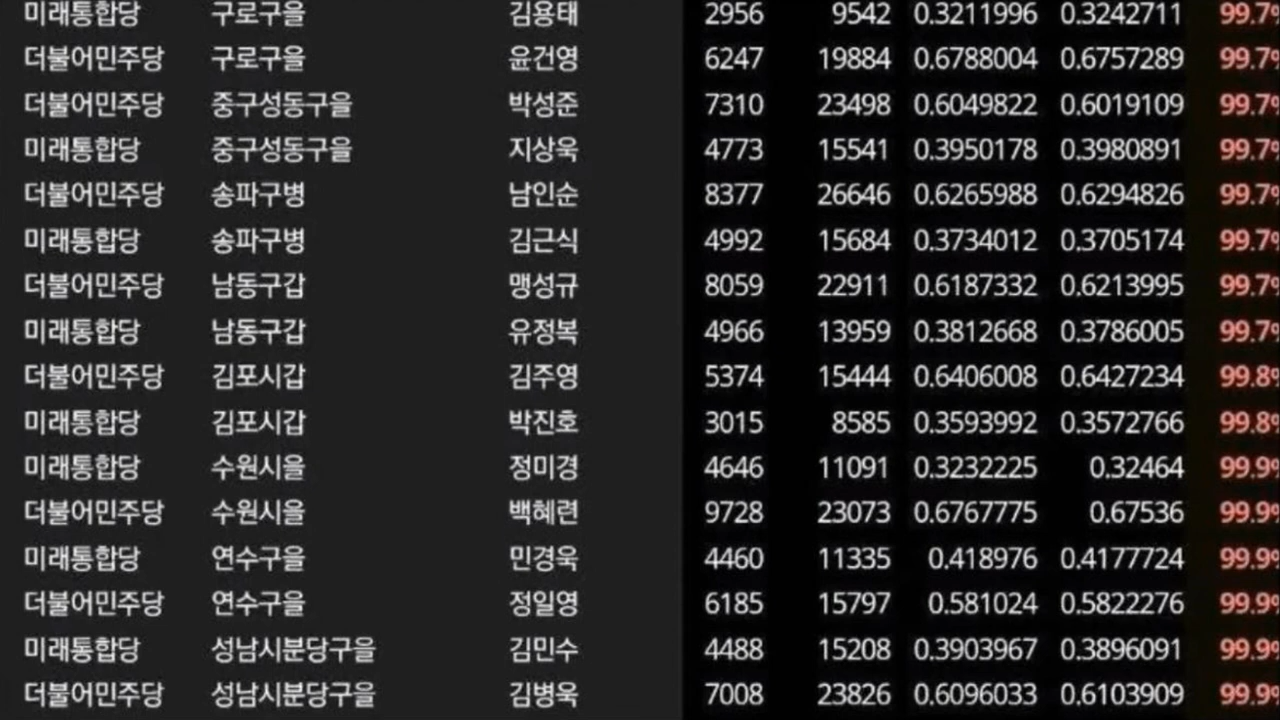 미래통합당 구로구을 김용태 2956 9542 0.3211996 0.3242711 99.7%
더불어민주당 구로구을 윤건영 6247 19884 0.6788004 0.6757289 99.7%
더불어민주당 중구성동구을 박성준 7310 23498 0.6049822 0.6019109 99.7%
미래통합당 중구성동구을 지상욱 4773 15541 0.3950178 0.3980891 99.7%
더불어민주당 송파구병 남인순 8377 26646 0.6265988 0.6294826 99.7%
미래통합당 송파구병 김근식 4992 15684 0.3734012 0.3705174 99.7%
더불어민주당 남동구갑 맹성규 8059 22911 0.6187332 0.6213995 99.7%
미래통합당 남동구갑 유정복 4966 13959 0.3812668 0.3786005 99.7%
더불어민주당 김포시갑 김주영 5374 15444 0.6406008 0.6427234 99.8%
미래통합당 김포시갑 박진호 3015 8585 0.3593992 0.3572766 99.8%
미래통합당 수원시을 정미경 4646 11091 0.3232225 0.32464 99.9%
더불어민주당 수원시을 백혜련 9728 23073 0.6767775 0.67536 99.9%
미래통합당 연수구을 민경욱 4460 11335 0.418976 0.4177724 99.9%
더불어민주당 연수구을 정일영 6185 15797 0.581024 0.5822276 99.9%
미래통합당 성남시분당구을 김민수 4488 15208 0.3903967 0.3896091 99.9%
더불어민주당 성남시분당구을 김병욱 7008 23826 0.6096033 0.6103909 99.9%